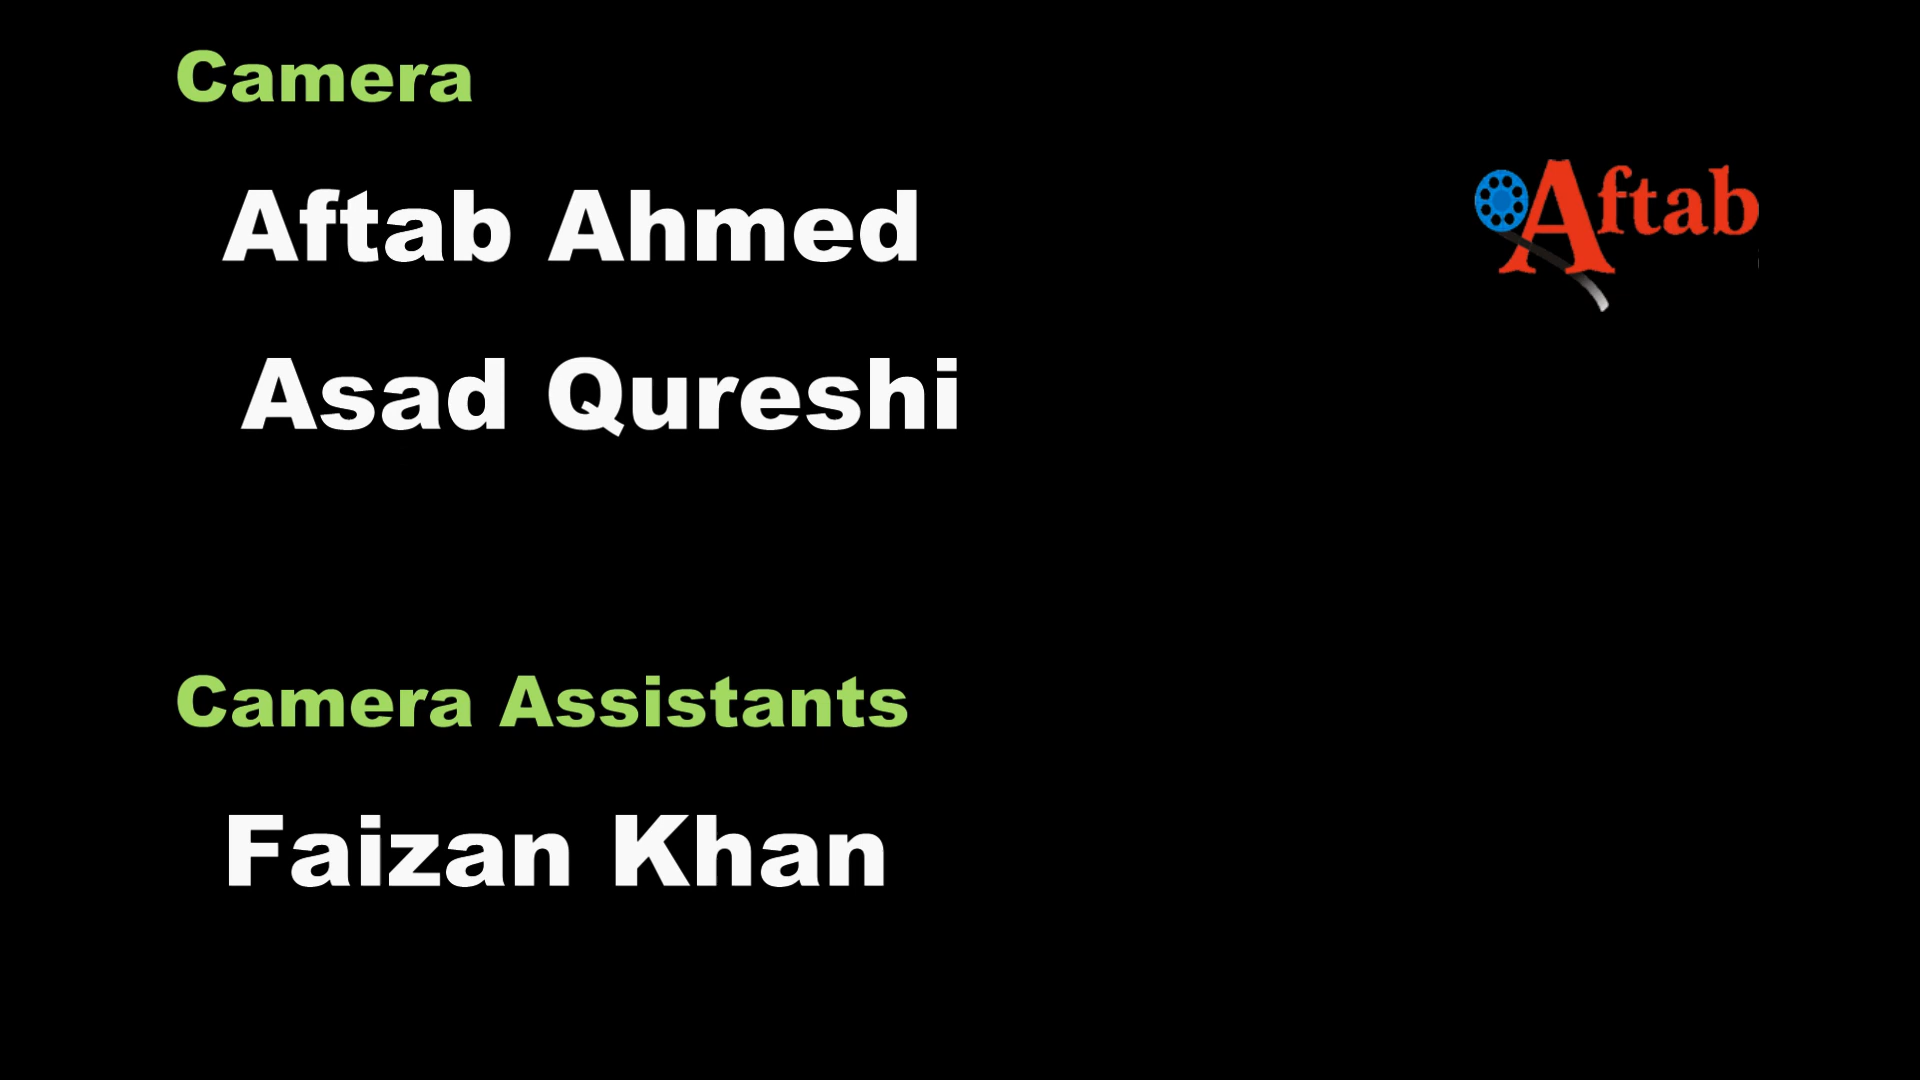 Camera
Aftab Ahmed
Aftab
Asad Qureshi
Camera Assistants
Faizan Khan